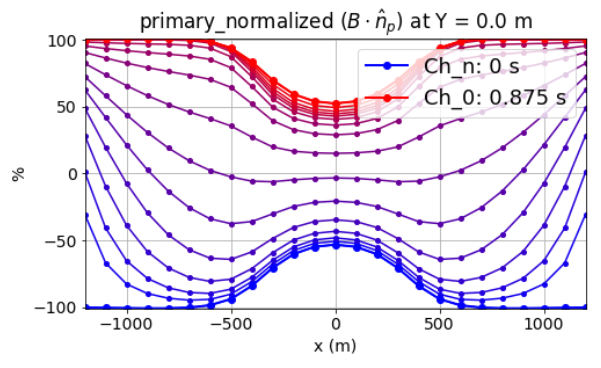 primary_normalized (B · n̂ₚ) at Y = 0.0 m
100
50
0
−50
−100
%
Ch_n: 0 s
Ch_0: 0.875 s
−1000
−500
0
500
1000
x (m)